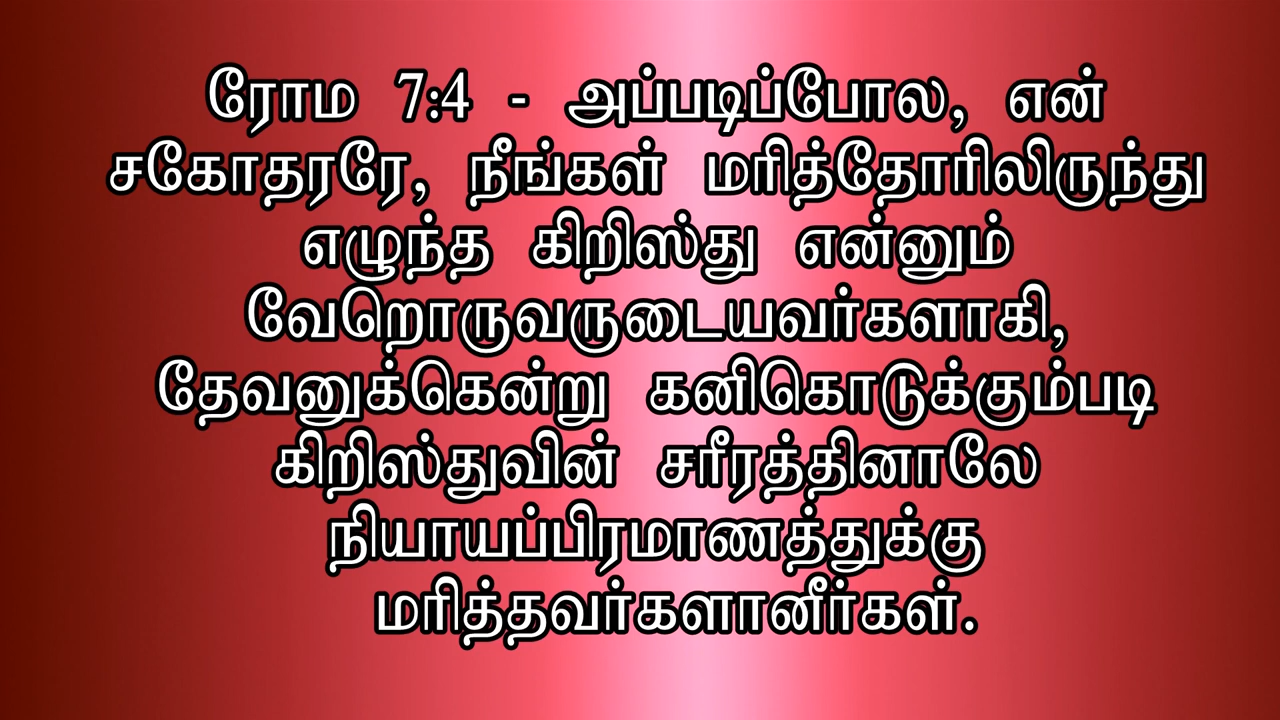 ரோம 7:4 - அப்படிப்போல, என்
சகோதரரே, நீங்கள் மரித்தோரிலிருந்து
எழுந்த கிறிஸ்து என்னும்
வேறொருவருடையவர்களாகி,
தேவனுக்கென்று கனிகொடுக்கும்படி
கிறிஸ்துவின் சரீரத்தினாலே
நியாயப்பிரமாணத்துக்கு
மரித்தவர்களானீர்கள்.